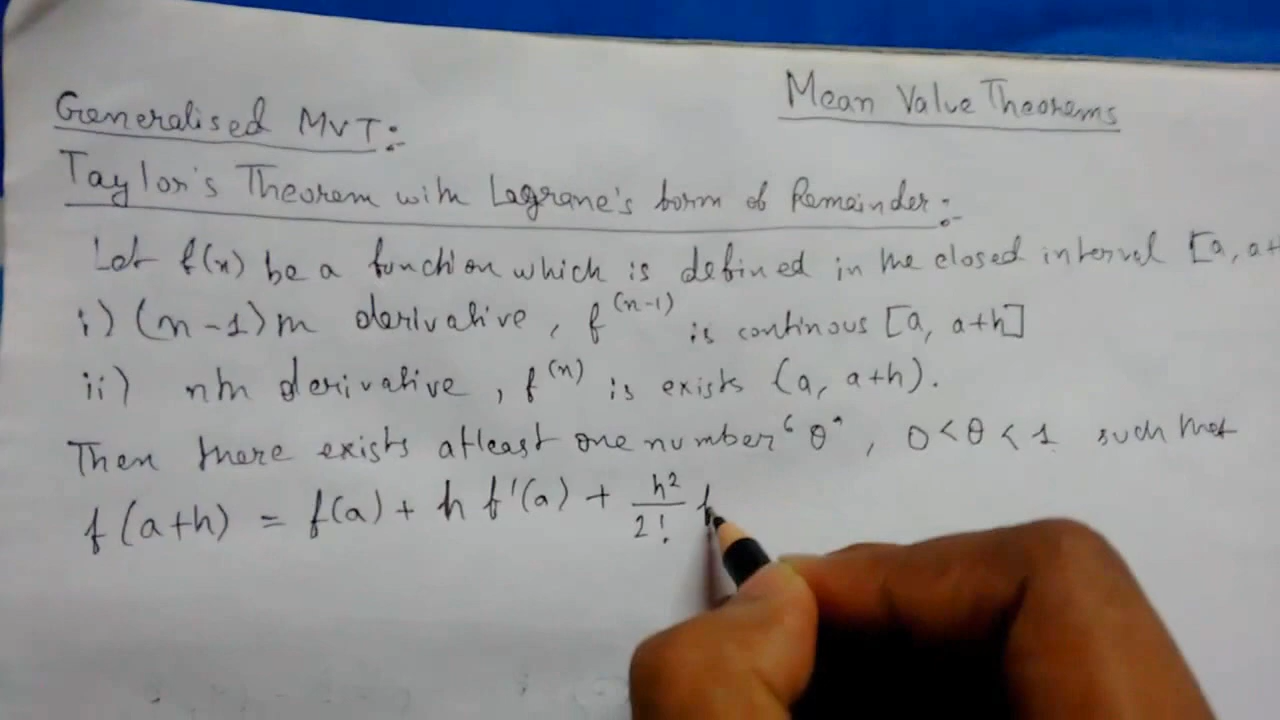 Mean Value Theorems
Generalised MVT:-
Taylor's Theorem with Lagrane's form of Remainder:-
Let f(x) be a function which is defined in the closed interval [a, a+
i) (n-1)th derivative, f^(n-1) is continous [a, a+h]
ii) nth derivative, f^(n) is exists (a, a+h).
Then there exists atleast one number "θ", 0<θ<1 such that
f(a+h) = f(a) + h f'(a) + h²/2! f